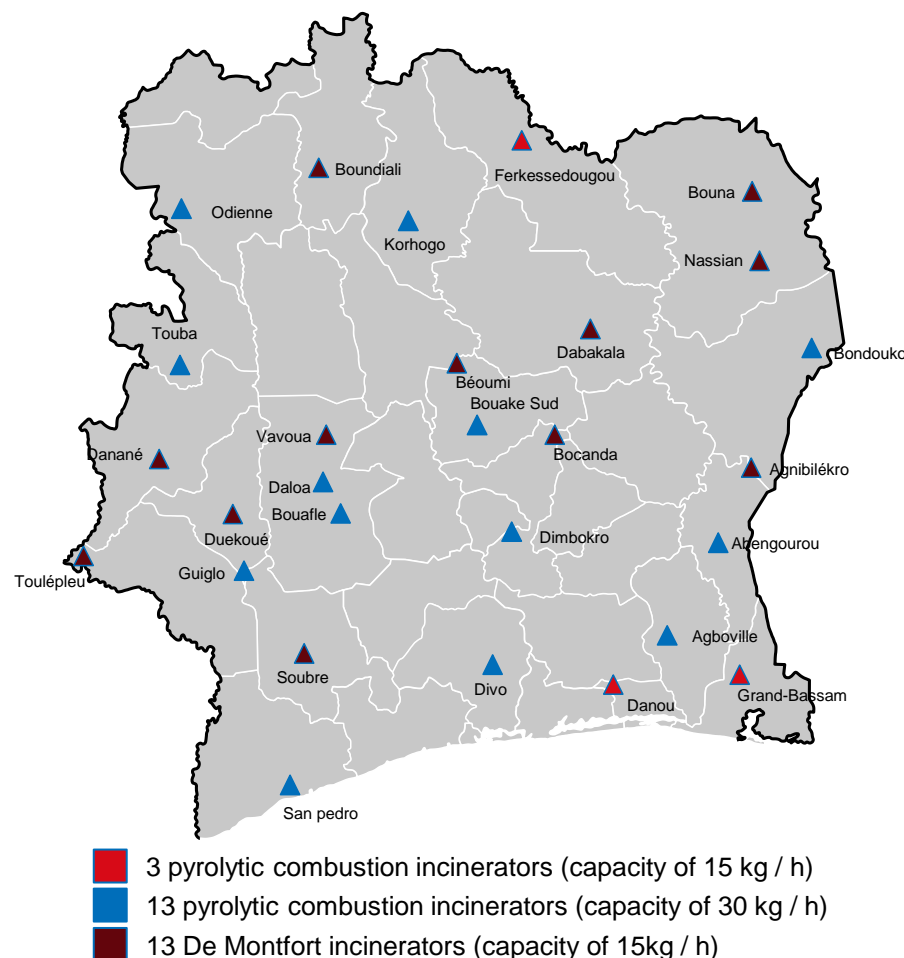 Boundiali
Ferkessedougou
Bouna
Odienne
Korhogo
Nassian
Touba
Dabakala
Bondouko
Béoumi
Bouake Sud
Vavoua
Danané
Bocanda
Agnibilékro
Daloa
Bouafle
Duekoué
Dimbokro
Abengourou
Toulépleu
Guiglo
Agboville
Soubre
Divo
Grand-Bassam
Danou
San pedro
3 pyrolytic combustion incinerators (capacity of 15 kg / h)
13 pyrolytic combustion incinerators (capacity of 30 kg / h)
13 De Montfort incinerators (capacity of 15kg / h)